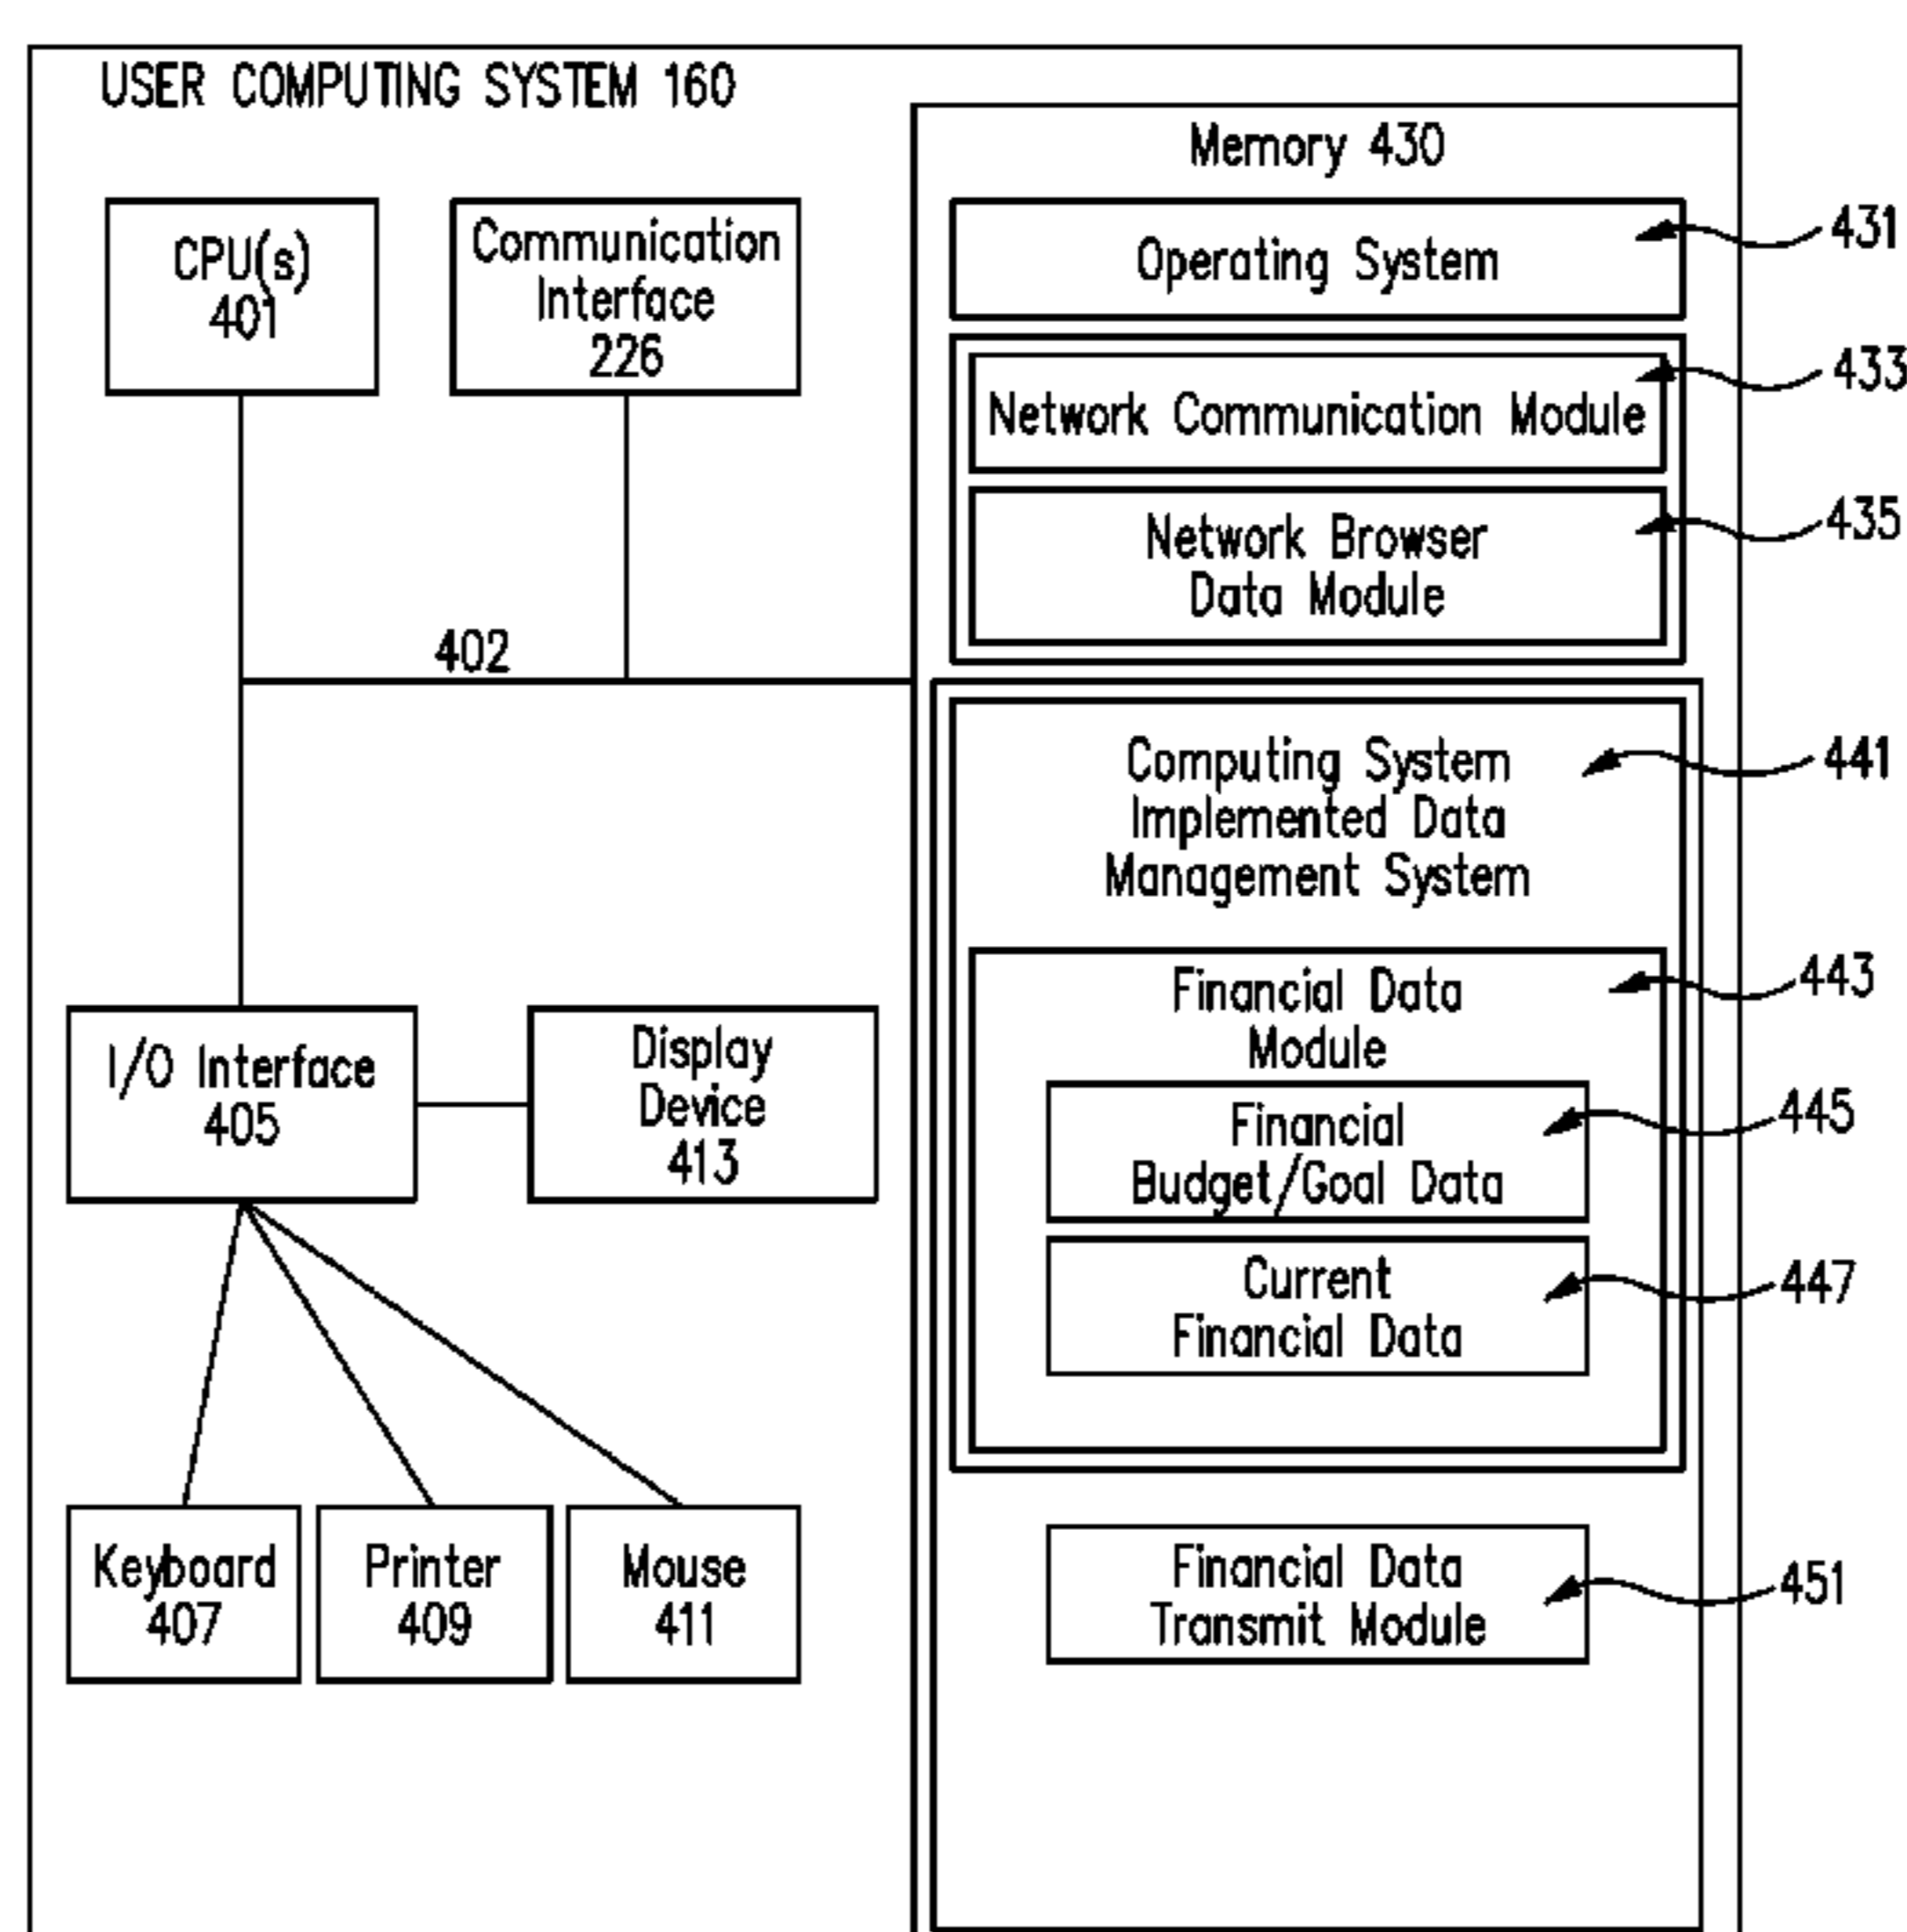 USER COMPUTING SYSTEM 160
CPU(s)
401
Communication
Interface
226
402
I/O Interface
405
Display
Device
413
Keyboard
407
Printer
409
Mouse
411
Memory 430
Operating System
431
Network Communication Module
433
Network Browser
Data Module
435
Computing System
Implemented Data
Management System
441
Financial Data
Module
443
Financial
Budget/Goal Data
445
Current
Financial Data
447
Financial Data
Transmit Module
451